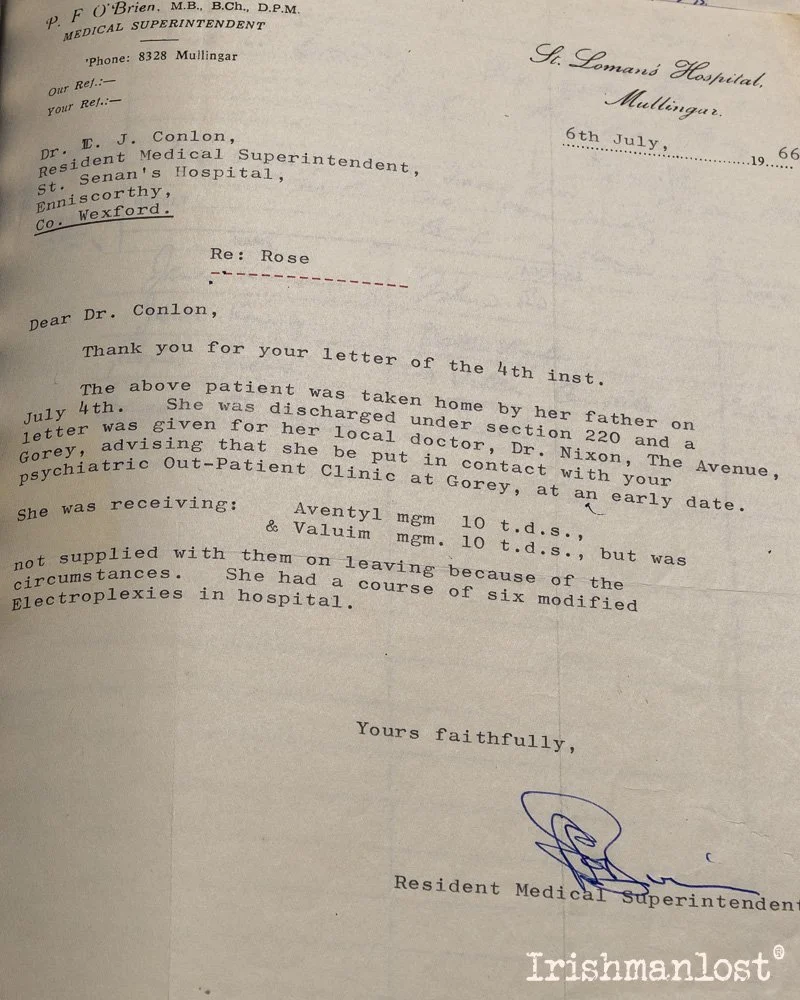 P. F O'Brien, M.B., B.Ch., D.P.M.
MEDICAL SUPERINTENDENT
'Phone: 8328 Mullingar
Our Ref.:—
Your Ref.:—
St. Loman's Hospital,
Mullingar.
6th July, 19 66
Dr. E. J. Conlon,
Resident Medical Superintendent,
St. Senan's Hospital,
Enniscorthy,
Co. Wexford.
Re: Rose
Dear Dr. Conlon,
Thank you for your letter of the 4th inst.
The above patient was taken home by her father on
July 4th. She was discharged under section 220 and a
letter was given for her local doctor, Dr. Nixon, The Avenue,
Gorey, advising that she be put in contact with your
psychiatric Out-Patient Clinic at Gorey, at an early date.
She was receiving: Aventyl mgm 10 t.d.s.,
& Valuim mgm. 10 t.d.s., but was
not supplied with them on leaving because of the
circumstances. She had a course of six modified
Electroplexies in hospital.
Yours faithfully,
Resident Medical Superintendent
Irishmanlost®